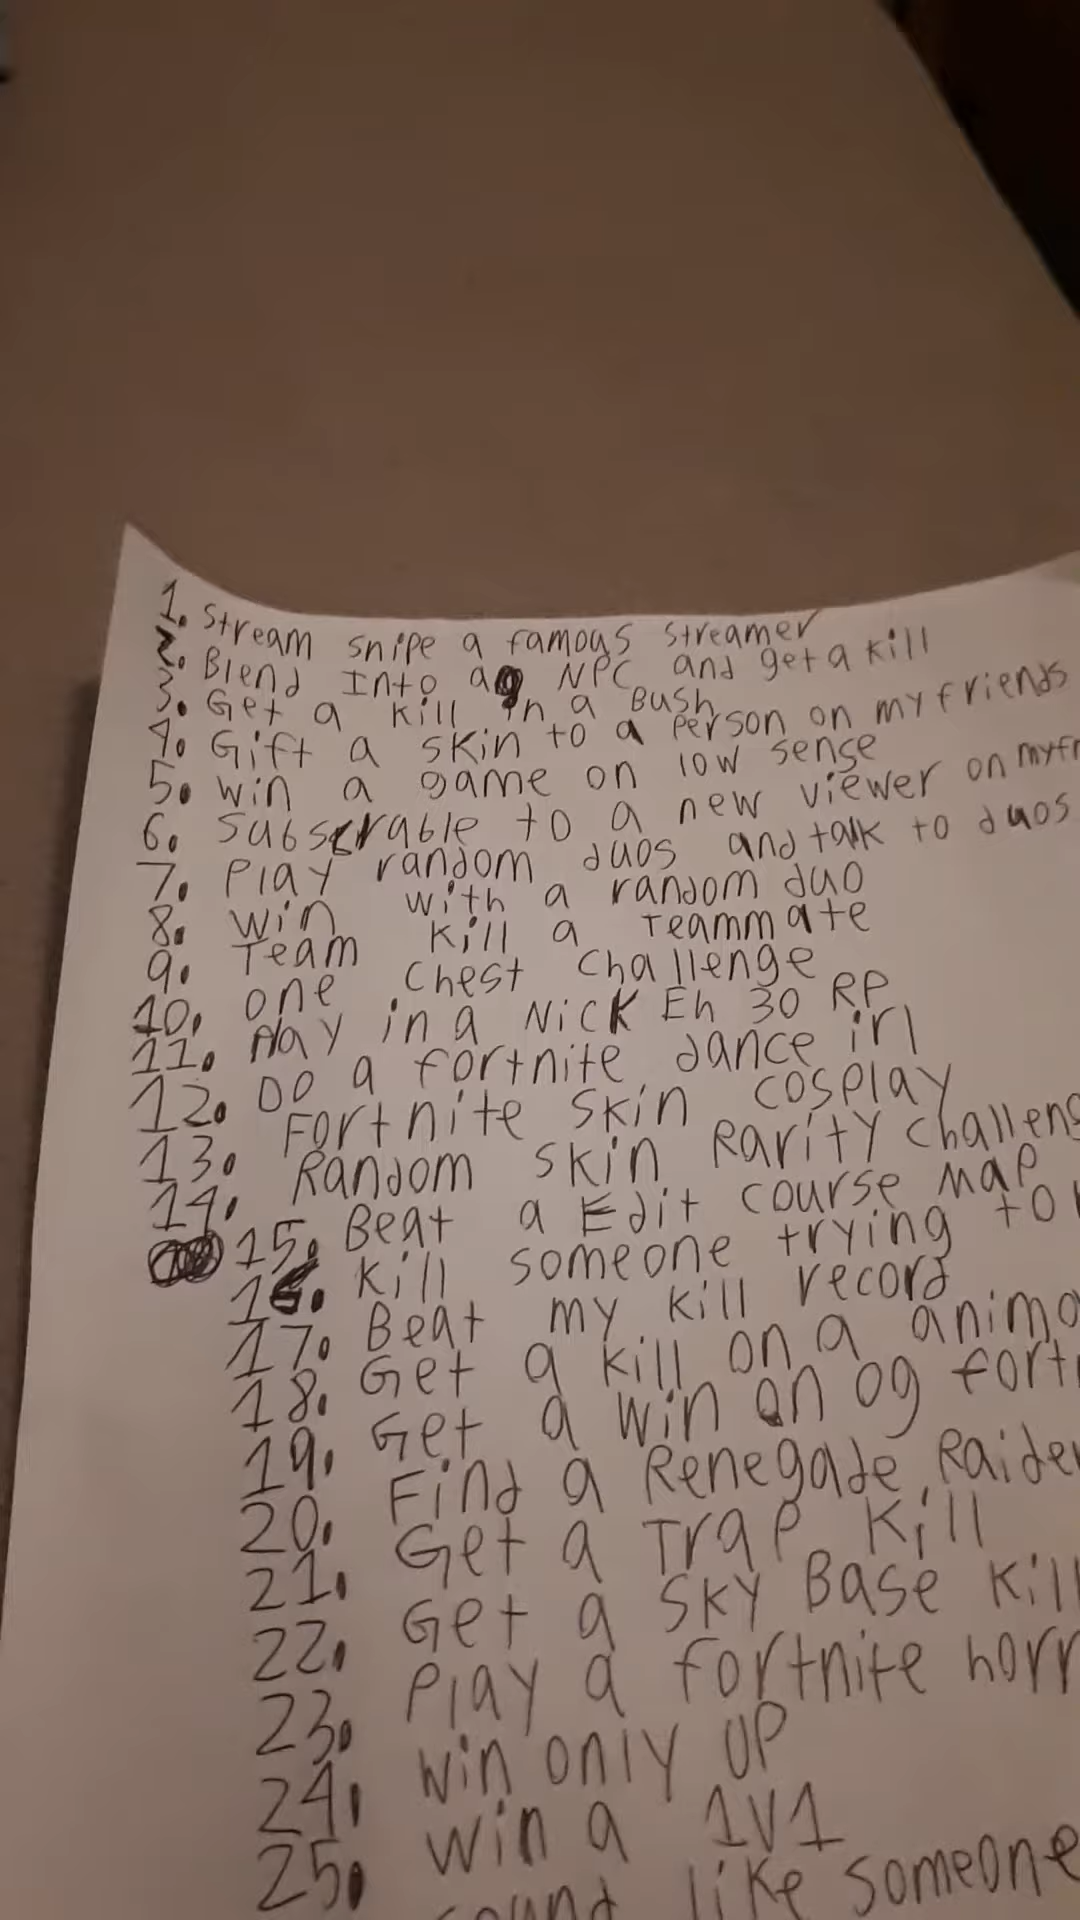 1. Stream snipe a famous streamer
2. Blend Into a NPC and get a kill
3. Get a kill in a Bush
4. Gift a skin to a person on my friends
5. win a game on low sense
6. subscrable to a new viewer on myfr
7. Play random duos and talk to duos
8. win with a random duo
9. Team kill a Teammate
10. one chest challenge
11. Play in a Nick Eh 30 RP
12. Do a fortnite dance irl
13. Fortnite skin cosplay
14. Random skin Rarity challeng
15. Beat a Edit course map
16. Kill someone trying to
17. Beat my kill record
18. Get a kill on a anima
19. Get a win on og fort
20. Find a Renegade Raider
21. Get a Trap Kill
22. Get a SKY Base Kill
23. Play a fortnite horr
24. win only UP
25. win a 1V1
sound like someone